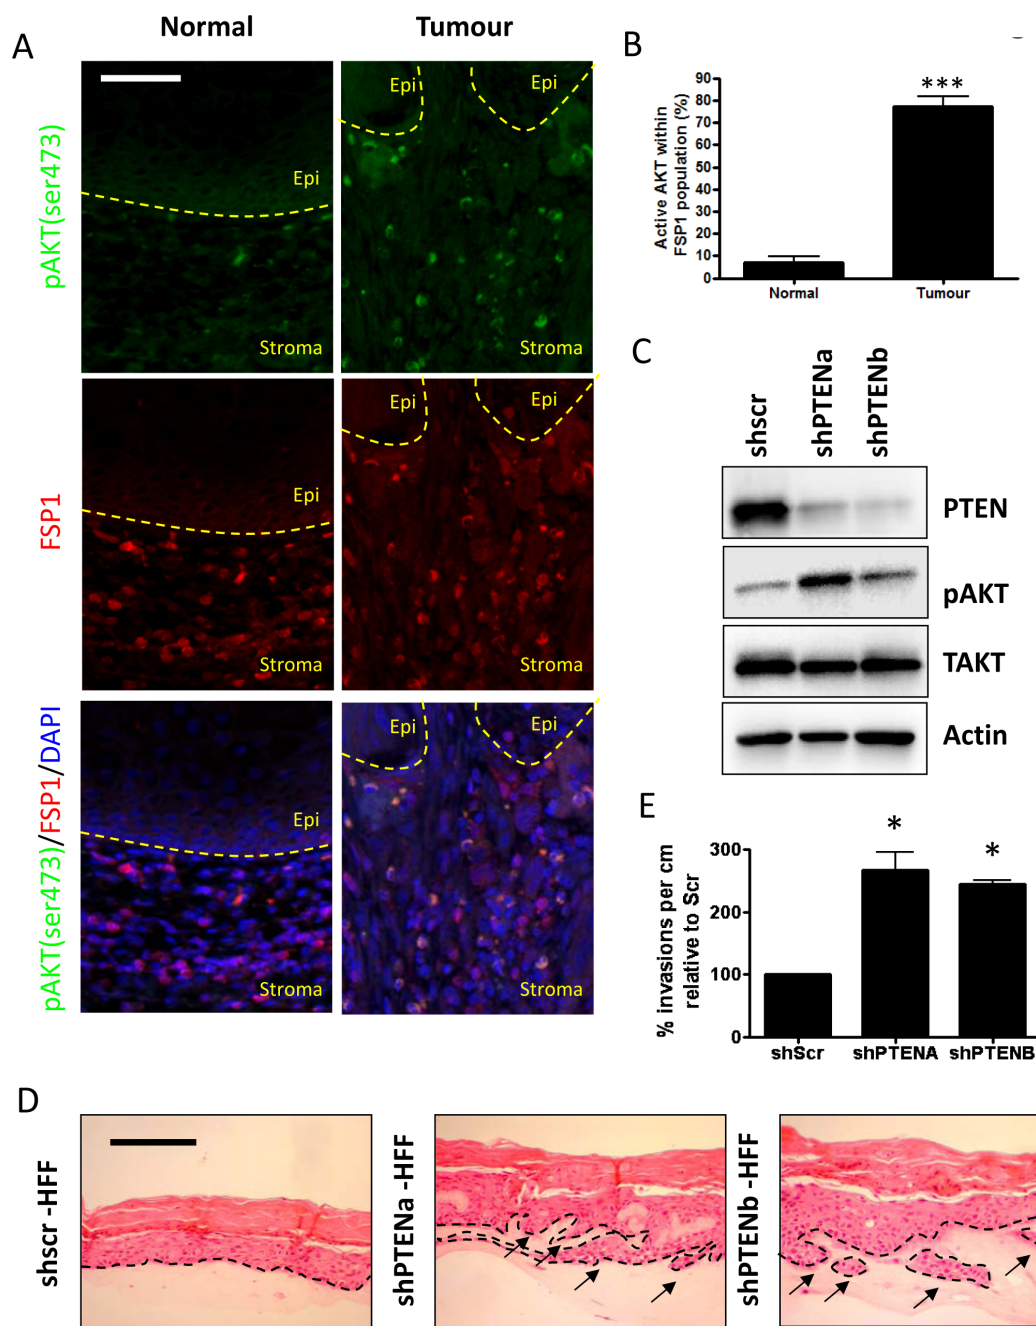 A
Normal
Tumour
pAKT(ser473)
Epi
Stroma
Epi
FSP1
Epi
Stroma
Epi
Epi
Stroma
Epi
Stroma
Epi
pAKT(ser473)/FSP1/DAPI
Epi
Stroma
Epi
Epi
Stroma
B
Active AKT within
FSP1 population (%)
90
80
70
60
50
40
30
20
10
0
***
Normal
Tumour
C
shscr
shPTENa
shPTENb
PTEN
pAKT
TAKT
Actin
E
% invasions per cm
relative to Scr
300
200
100
0
*
*
shScr
shPTENA
shPTENB
D
shscr -HFF
shPTENa -HFF
shPTENb -HFF